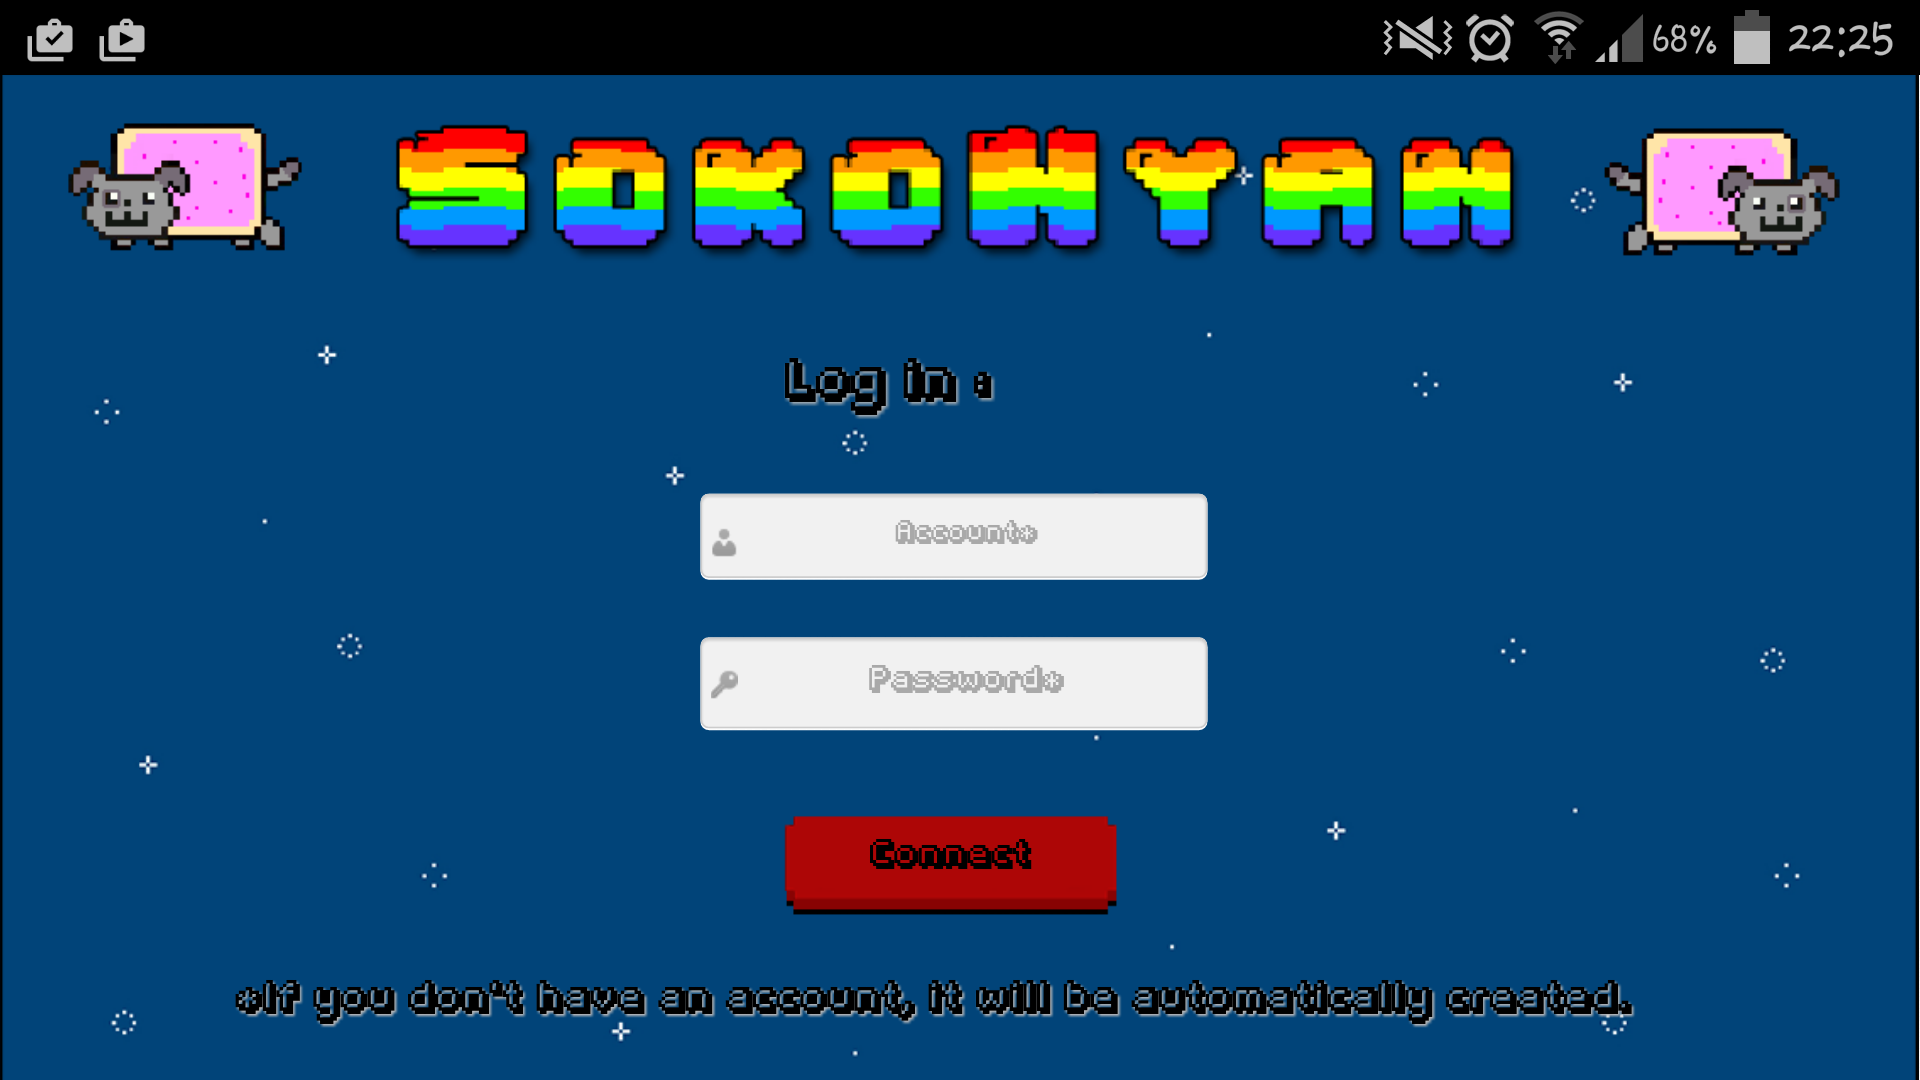 68% 22:25
SOKONYAN
Log in :
Account*
Password*
Connect
*If you don't have an account, it will be automatically created.